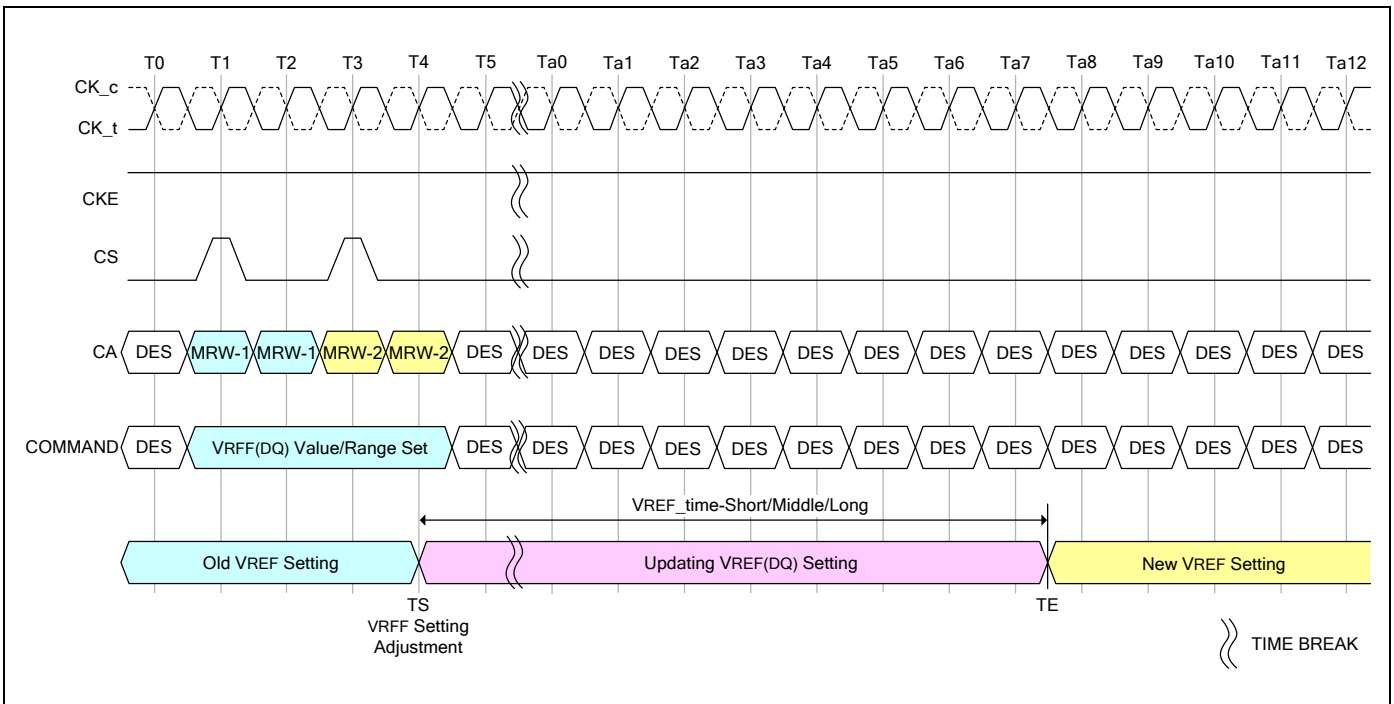 T0 T1 T2 T3 T4 T5 Ta0 Ta1 Ta2 Ta3 Ta4 Ta5 Ta6 Ta7 Ta8 Ta9 Ta10 Ta11 Ta12
CK_c
CK_t
CKE
CS
CA DES MRW-1 MRW-1 MRW-2 MRW-2 DES DES DES DES DES DES DES DES DES DES DES DES DES DES
COMMAND DES VRFF(DQ) Value/Range Set DES DES DES DES DES DES DES DES DES DES DES DES DES DES
VREF_time-Short/Middle/Long
Old VREF Setting Updating VREF(DQ) Setting New VREF Setting
TS TE
VRFF Setting
Adjustment
TIME BREAK